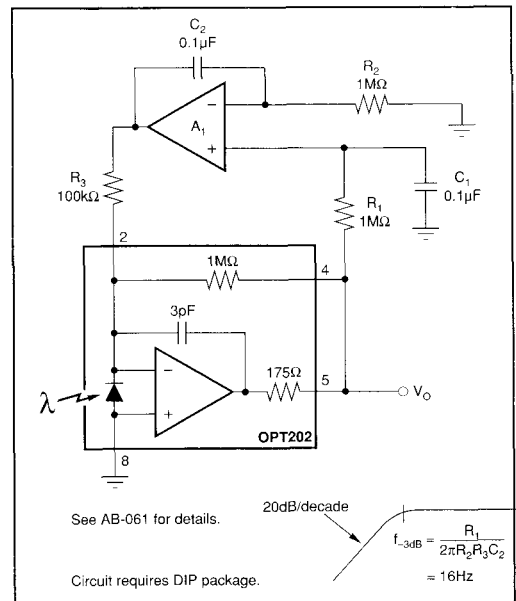 C₂
0.1µF
R₂
1MΩ
–
A₁
+
R₃
100kΩ
R₁
1MΩ
C₁
0.1µF
2
1MΩ
4
3pF
–
175Ω
5
V_O
+
λ
OPT202
8
See AB-061 for details.
20dB/decade
f₋₃dB = R₁
2πR₂R₃C₂
= 16Hz
Circuit requires DIP package.